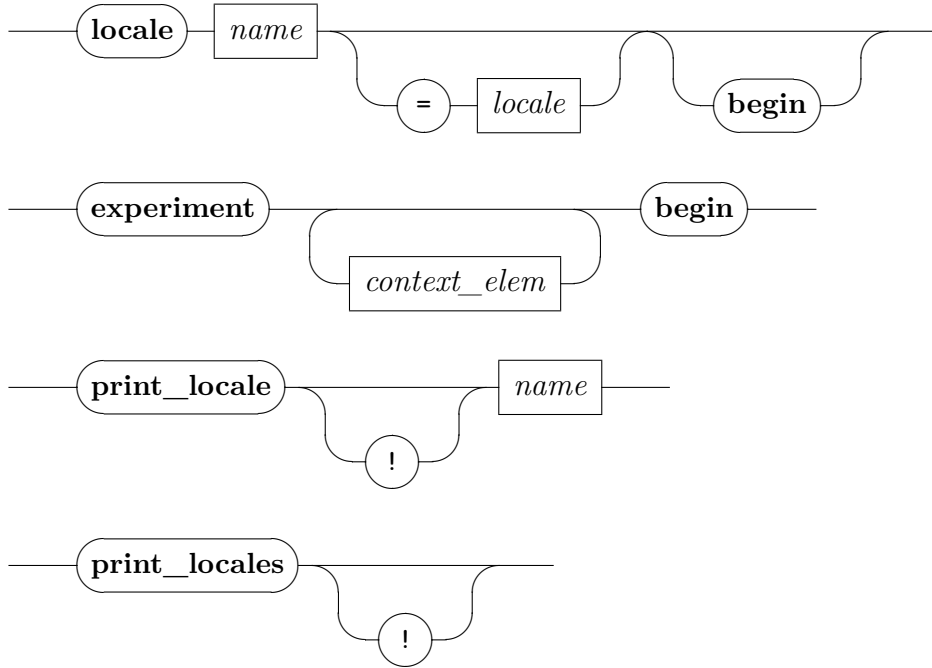 locale name
= locale begin
experiment begin
context_elem
print_locale name
!
print_locales
!